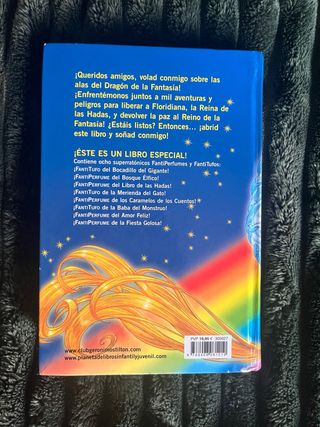 ¡Queridos amigos, volad conmigo sobre las
alas del Dragón de la Fantasía!
¡Enfrentémonos juntos a mil aventuras y
peligros para liberar a Floridiana, la Reina de
las Hadas, y devolver la paz al Reino de la
Fantasía! ¿Estáis listos? Entonces... ¡abrid
este libro y soñad conmigo!
¡ÉSTE ES UN LIBRO ESPECIAL!
Contiene ocho superratónicos FantiPerfumes y FantiTufos:
¡FantiTufo del Bocadillo del Gigante!
¡FantiPerfume del Bosque Élfico!
¡FantiPerfume del Libro de las Hadas!
¡FantiTufo de la Merienda del Gato!
¡FantiPerfume de los Caramelos de los Cuentos!
¡FantiTufo de la Baba del Monstruo!
¡FantiPerfume del Amor Feliz!
¡FantiPerfume de la Fiesta Golosa!
www.clubgeronimostilton.com
www.planetadelibrosinfantilyjuvenil.com